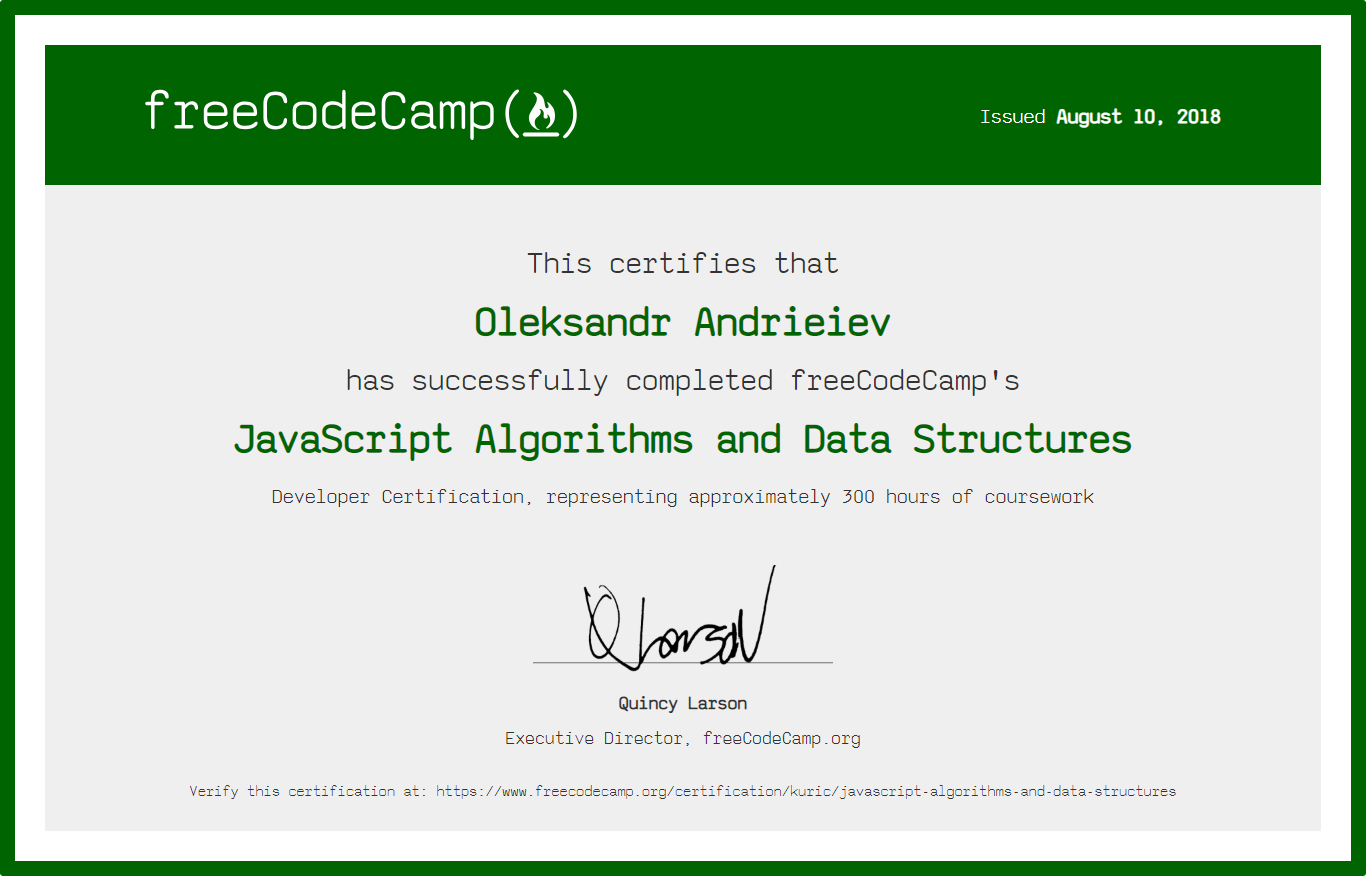 freeCodeCamp(🔥)
Issued August 10, 2018
This certifies that
Oleksandr Andrieiev
has successfully completed freeCodeCamp's
JavaScript Algorithms and Data Structures
Developer Certification, representing approximately 300 hours of coursework
Q Larson
Quincy Larson
Executive Director, freeCodeCamp.org
Verify this certification at: https://www.freecodecamp.org/certification/kuric/javascript-algorithms-and-data-structures